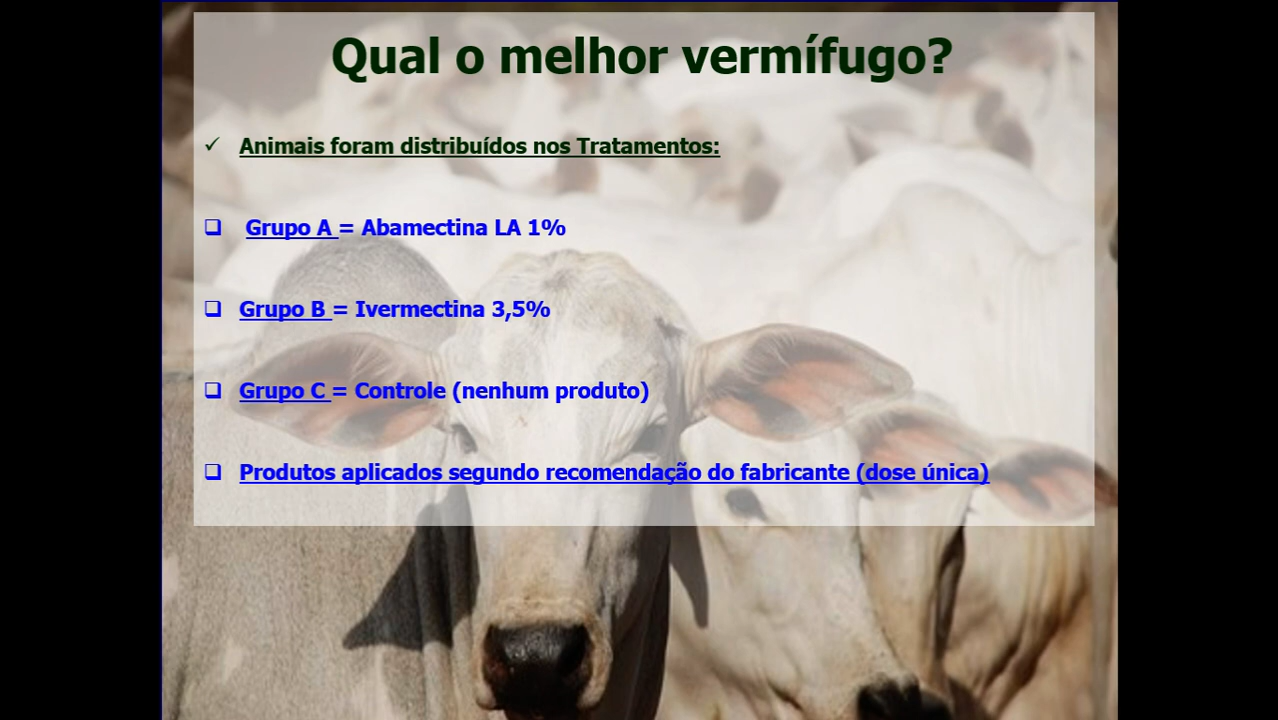 Qual o melhor vermífugo?
Animais foram distribuídos nos Tratamentos:
Grupo A = Abamectina LA 1%
Grupo B = Ivermectina 3,5%
Grupo C = Controle (nenhum produto)
Produtos aplicados segundo recomendação do fabricante (dose única)